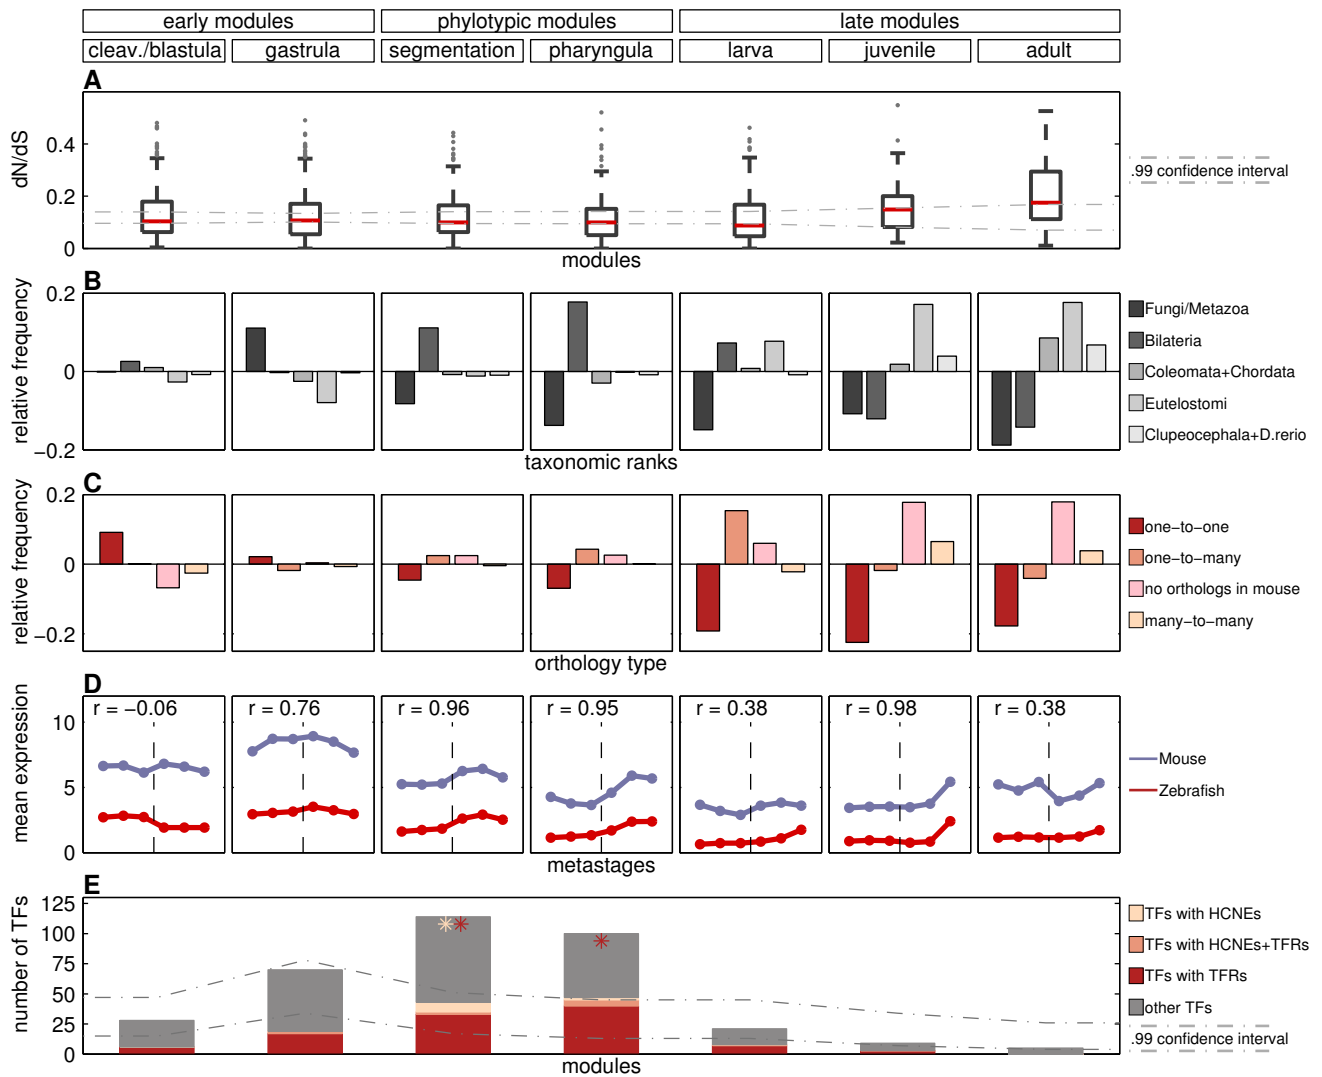 early modules
phylotypic modules
late modules
cleav./blastula
gastrula
segmentation
pharyngula
larva
juvenile
adult
A
dN/dS
0.4
0.2
0
.99 confidence interval
modules
B
relative frequency
0.2
0
−0.2
Fungi/Metazoa
Bilateria
Coleomata+Chordata
Eutelostomi
Clupeocephala+D.rerio
taxonomic ranks
C
relative frequency
0.2
0
−0.2
one−to−one
one−to−many
no orthologs in mouse
many−to−many
orthology type
D
mean expression
10
5
0
r = −0.06
r = 0.76
r = 0.96
r = 0.95
r = 0.38
r = 0.98
r = 0.38
Mouse
Zebrafish
metastages
E
number of TFs
125
100
75
50
25
0
TFs with HCNEs
TFs with HCNEs+TFRs
TFs with TFRs
other TFs
.99 confidence interval
modules